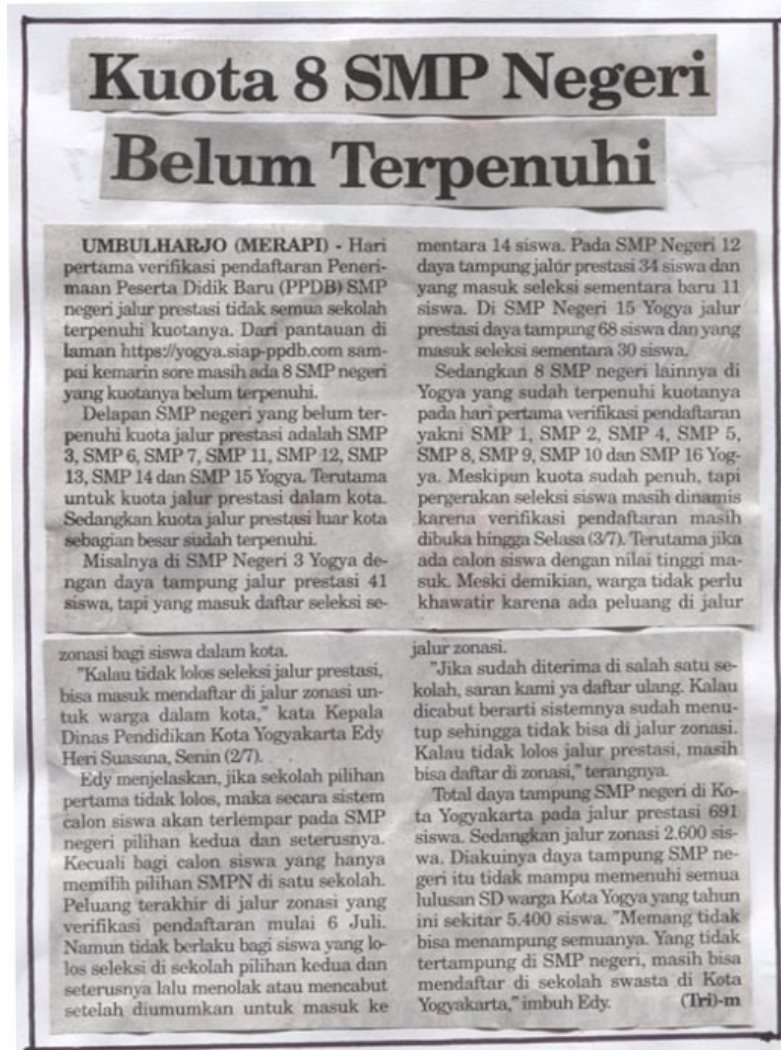 Kuota 8 SMP Negeri
Belum Terpenuhi
UMBULHARJO (MERAPI) - Hari
pertama verifikasi pendaftaran Peneri-
maan Peserta Didik Baru (PPDB) SMP
negeri jalur prestasi tidak semua sekolah
terpenuhi kuotanya. Dari pantauan di
laman https://yogya.siap-ppdb.com sam-
pai kemarin sore masih ada 8 SMP negeri
yang kuotanya belum terpenuhi.
Delapan SMP negeri yang belum ter-
penuhi kuota jalur prestasi adalah SMP
3, SMP 6, SMP 7, SMP 11, SMP 12, SMP
13, SMP 14 dan SMP 15 Yogya. Terutama
untuk kuota jalur prestasi dalam kota.
Sedangkan kuota jalur prestasi luar kota
sebagian besar sudah terpenuhi.
Misalnya di SMP Negeri 3 Yogya de-
ngan daya tampung jalur prestasi 41
siswa, tapi yang masuk daftar seleksi se-
mentara 14 siswa. Pada SMP Negeri 12
daya tampung jalur prestasi 34 siswa dan
yang masuk seleksi sementara baru 11
siswa. Di SMP Negeri 15 Yogya jalur
prestasi daya tampung 68 siswa dan yang
masuk seleksi sementara 30 siswa.
Sedangkan 8 SMP negeri lainnya di
Yogya yang sudah terpenuhi kuotanya
pada hari pertama verifikasi pendaftaran
yakni SMP 1, SMP 2, SMP 4, SMP 5,
SMP 8, SMP 9, SMP 10 dan SMP 16 Yog-
ya. Meskipun kuota sudah penuh, tapi
pergerakan seleksi siswa masih dinamis
karena verifikasi pendaftaran masih
dibuka hingga Selasa (3/7). Terutama jika
ada calon siswa dengan nilai tinggi ma-
suk. Meski demikian, warga tidak perlu
khawatir karena ada peluang di jalur
zonasi bagi siswa dalam kota.
"Kalau tidak lolos seleksi jalur prestasi,
bisa masuk mendaftar di jalur zonasi un-
tuk warga dalam kota," kata Kepala
Dinas Pendidikan Kota Yogyakarta Edy
Heri Suasana, Senin (2/7).
Edy menjelaskan, jika sekolah pilihan
pertama tidak lolos, maka secara sistem
calon siswa akan terlempar pada SMP
negeri pilihan kedua dan seterusnya.
Kecuali bagi calon siswa yang hanya
memilih pilihan SMPN di satu sekolah.
Peluang terakhir di jalur zonasi yang
verifikasi pendaftaran mulai 6 Juli.
Namun tidak berlaku bagi siswa yang lo-
los seleksi di sekolah pilihan kedua dan
seterusnya lalu menolak atau mencabut
setelah diumumkan untuk masuk ke
jalur zonasi.
"Jika sudah diterima di salah satu se-
kolah, saran kami ya daftar ulang. Kalau
dicabut berarti sistemnya sudah menu-
tup sehingga tidak bisa di jalur zonasi.
Kalau tidak lolos jalur prestasi, masih
bisa daftar di zonasi," terangnya.
Total daya tampung SMP negeri di Ko-
ta Yogyakarta pada jalur prestasi 691
siswa. Sedangkan jalur zonasi 2.600 sis-
wa. Diakuinya daya tampung SMP ne-
geri itu tidak mampu memenuhi semua
lulusan SD warga Kota Yogya yang tahun
ini sekitar 5.400 siswa. "Memang tidak
bisa menampung semuanya. Yang tidak
tertampung di SMP negeri, masih bisa
mendaftar di sekolah swasta di Kota
Yogyakarta," imbuh Edy. (Tri)-m